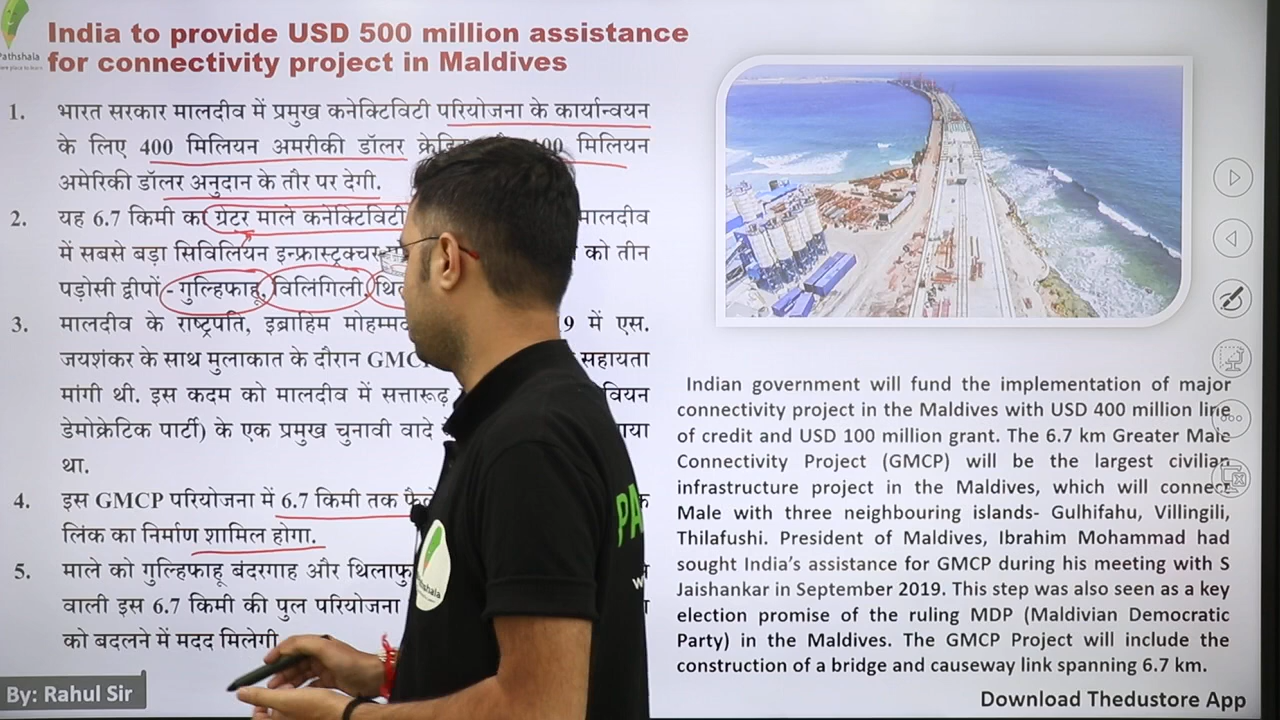 Pathshala
India to provide USD 500 million assistance
for connectivity project in Maldives
1. भारत सरकार मालदीव में प्रमुख कनेक्टिविटी परियोजना के कार्यान्वयन
के लिए 400 मिलियन अमरीकी डॉलर मिलियन
अमेरिकी डॉलर अनुदान के तौर पर देगी.
2. यह 6.7 किमी का ग्रेटर माले कनेक्टिविटी मालदीव
में सबसे बड़ा सिविलियन इन्फ्रास्ट्रक्चर को तीन
पड़ोसी द्वीपों - गुल्हिफाहू, विलिंगिली,
3. मालदीव के राष्ट्रपति, इब्राहिम में एस.
जयशंकर के साथ मुलाकात के दौरान सहायता
मांगी थी. इस कदम को मालदीव में सत्तारूढ़
डेमोक्रेटिक पार्टी) के एक प्रमुख चुनावी वादे
था.
4. इस GMCP परियोजना में 6.7 किमी तक
लिंक का निर्माण शामिल होगा.
5. माले को गुल्हिफाहू बंदरगाह और
वाली इस 6.7 किमी की पुल परियोजना
को बदलने में मदद मिलेगी
By: Rahul Sir
Indian government will fund the implementation of major
connectivity project in the Maldives with USD 400 million line
of credit and USD 100 million grant. The 6.7 km Greater Male
Connectivity Project (GMCP) will be the largest civilian
infrastructure project in the Maldives, which will connect
Male with three neighbouring islands- Gulhifahu, Villingili,
Thilafushi. President of Maldives, Ibrahim Mohammad had
sought India's assistance for GMCP during his meeting with S
Jaishankar in September 2019. This step was also seen as a key
election promise of the ruling MDP (Maldivian Democratic
Party) in the Maldives. The GMCP Project will include the
construction of a bridge and causeway link spanning 6.7 km.
Download Thedustore App